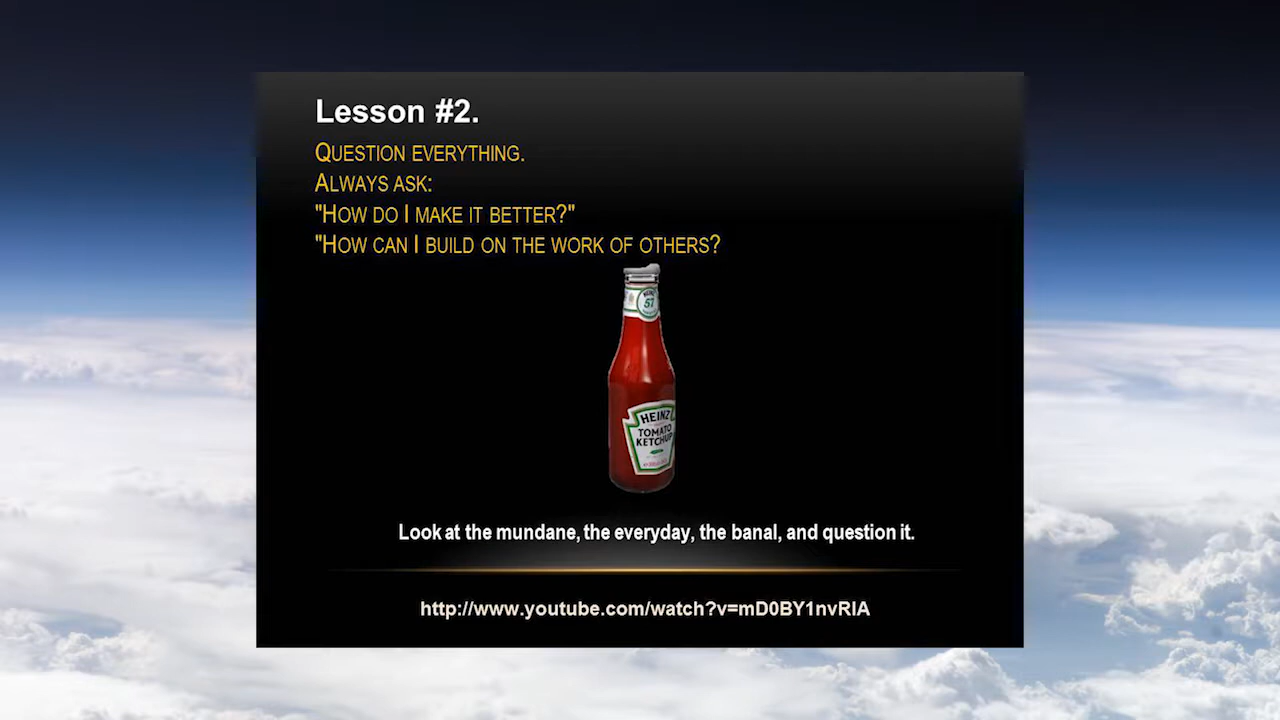 Lesson #2.
QUESTION EVERYTHING.
ALWAYS ASK:
"HOW DO I MAKE IT BETTER?"
"HOW CAN I BUILD ON THE WORK OF OTHERS?
HEINZ
57
HEINZ
TOMATO
KETCHUP
Look at the mundane, the everyday, the banal, and question it.
http://www.youtube.com/watch?v=mD0BY1nvRIA